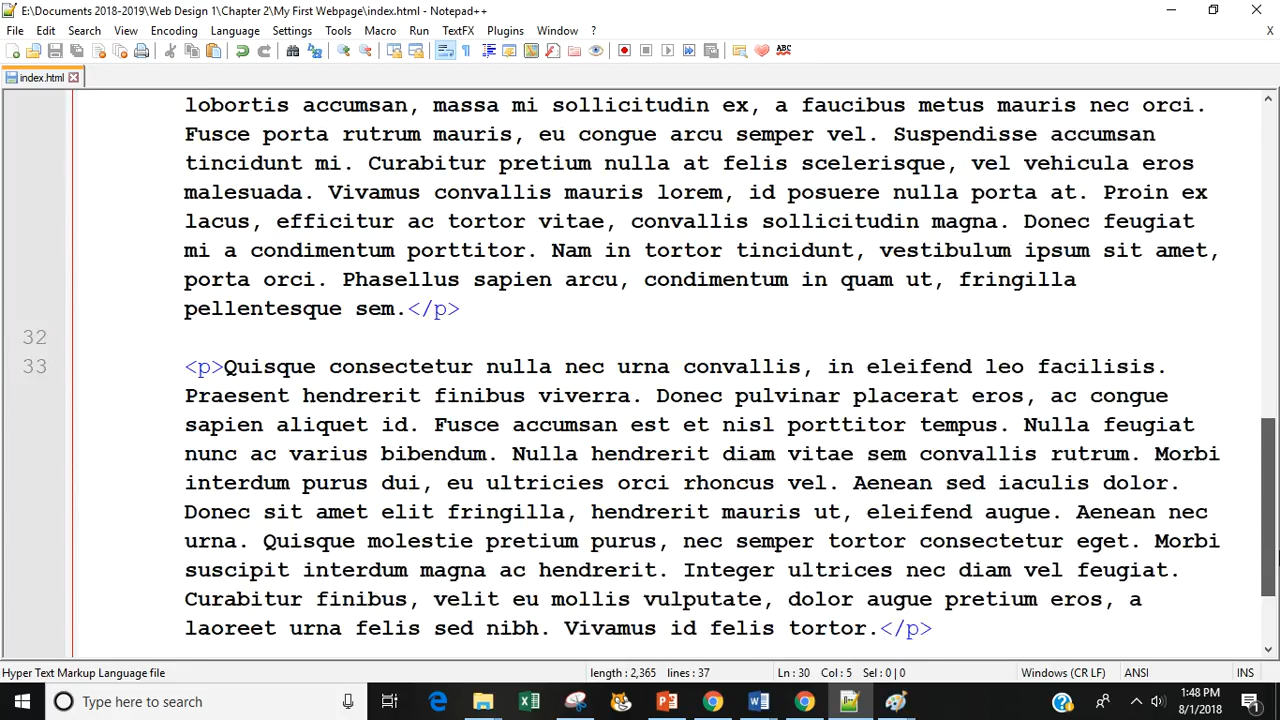 E:\Documents 2018-2019\Web Design 1\Chapter 2\My First Webpage\index.html - Notepad++
File Edit Search View Encoding Language Settings Tools Macro Run TextFX Plugins Window ? X
ABC
index.html
lobortis accumsan, massa mi sollicitudin ex, a faucibus metus mauris nec orci.
Fusce porta rutrum mauris, eu congue arcu semper vel. Suspendisse accumsan
tincidunt mi. Curabitur pretium nulla at felis scelerisque, vel vehicula eros
malesuada. Vivamus convallis mauris lorem, id posuere nulla porta at. Proin ex
lacus, efficitur ac tortor vitae, convallis sollicitudin magna. Donec feugiat
mi a condimentum porttitor. Nam in tortor tincidunt, vestibulum ipsum sit amet,
porta orci. Phasellus sapien arcu, condimentum in quam ut, fringilla
pellentesque sem.</p>
32
33 <p>Quisque consectetur nulla nec urna convallis, in eleifend leo facilisis.
Praesent hendrerit finibus viverra. Donec pulvinar placerat eros, ac congue
sapien aliquet id. Fusce accumsan est et nisl porttitor tempus. Nulla feugiat
nunc ac varius bibendum. Nulla hendrerit diam vitae sem convallis rutrum. Morbi
interdum purus dui, eu ultricies orci rhoncus vel. Aenean sed iaculis dolor.
Donec sit amet elit fringilla, hendrerit mauris ut, eleifend augue. Aenean nec
urna. Quisque molestie pretium purus, nec semper tortor consectetur eget. Morbi
suscipit interdum magna ac hendrerit. Integer ultrices nec diam vel feugiat.
Curabitur finibus, velit eu mollis vulputate, dolor augue pretium eros, a
laoreet urna felis sed nibh. Vivamus id felis tortor.</p>
Hyper Text Markup Language file length : 2,365 lines : 37 Ln : 30 Col : 5 Sel : 0 | 0 Windows (CR LF) ANSI INS
Type here to search
1:48 PM
8/1/2018